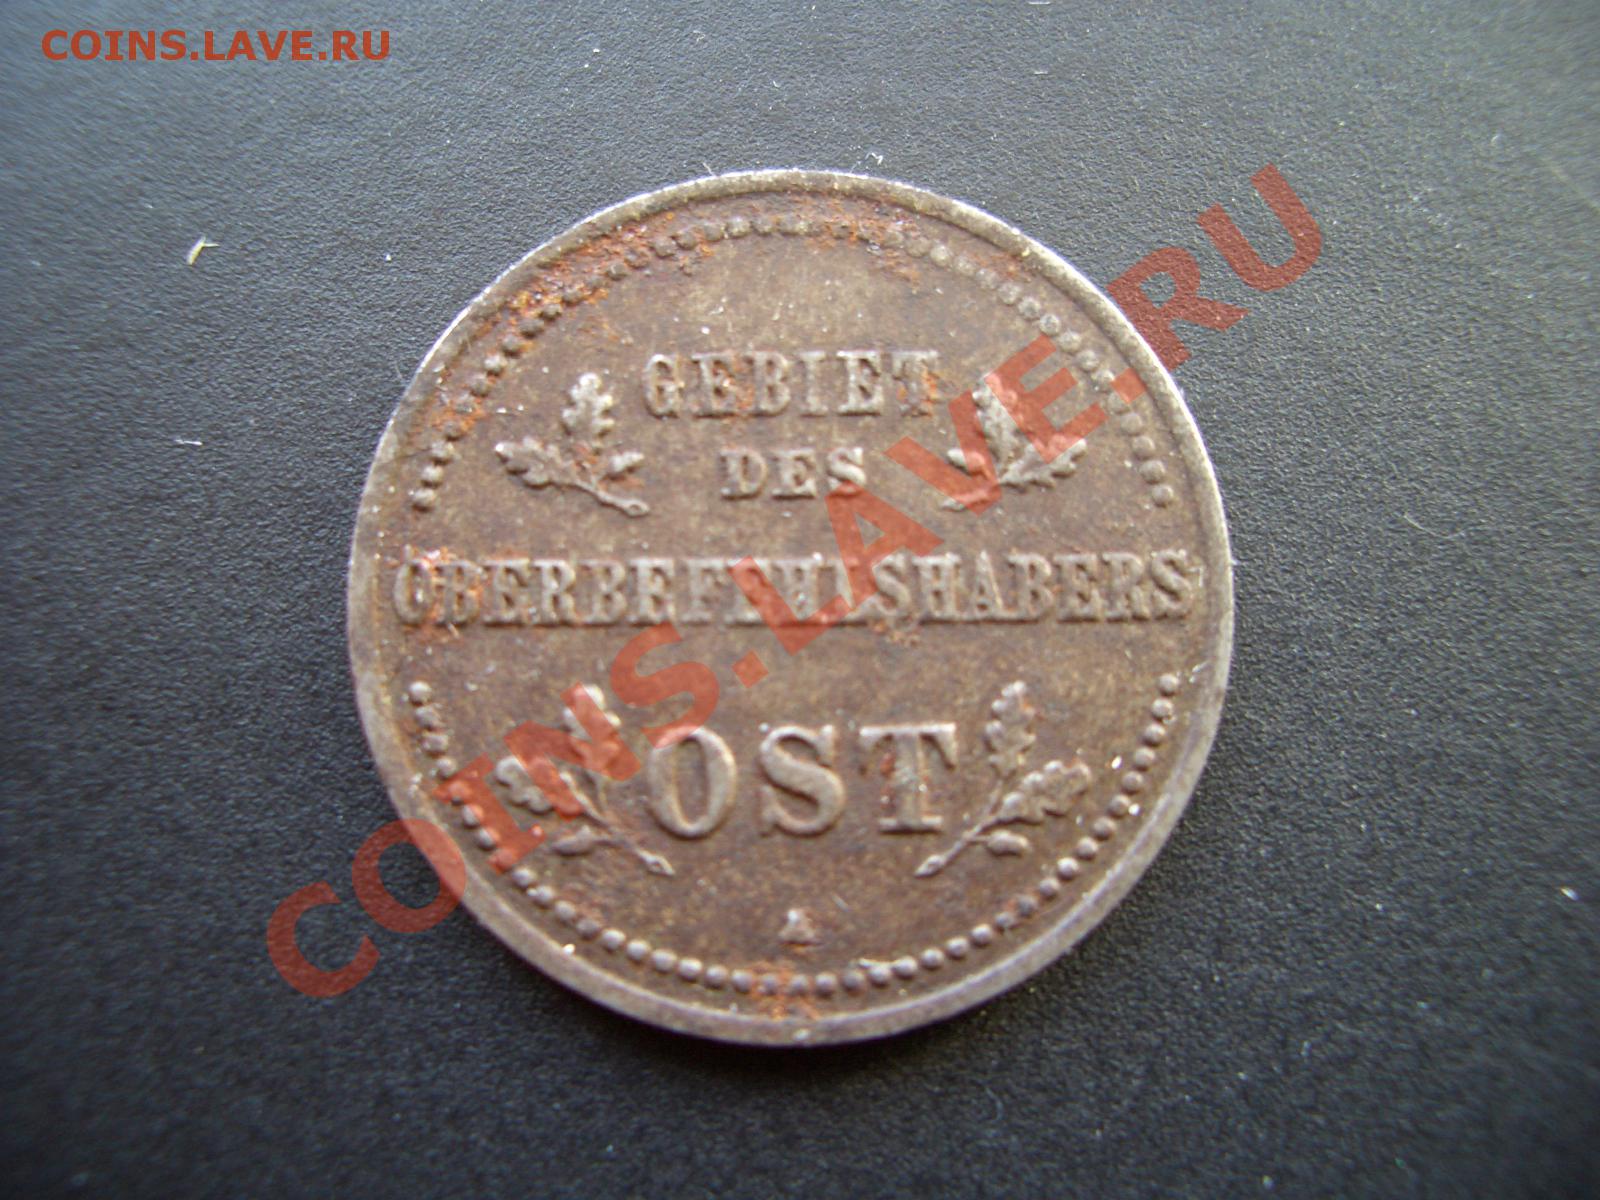 COINS.LAVE.RU
GEBIET
DES
OBERBEFEHLSHABERS
OST
A
COINS.LAVE.RU